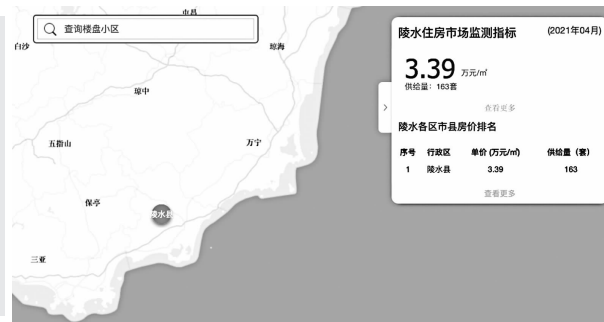 屯昌
查询楼盘小区
白沙
琼海
琼中
五指山
万宁
保亭
陵水县
三亚
陵水住房市场监测指标 (2021年04月)
3.39 万元/㎡
供给量：163套
查看更多
陵水各区市县房价排名
序号 行政区 单价 (万元/㎡) 供给量（套）
1 陵水县 3.39 163
查看更多